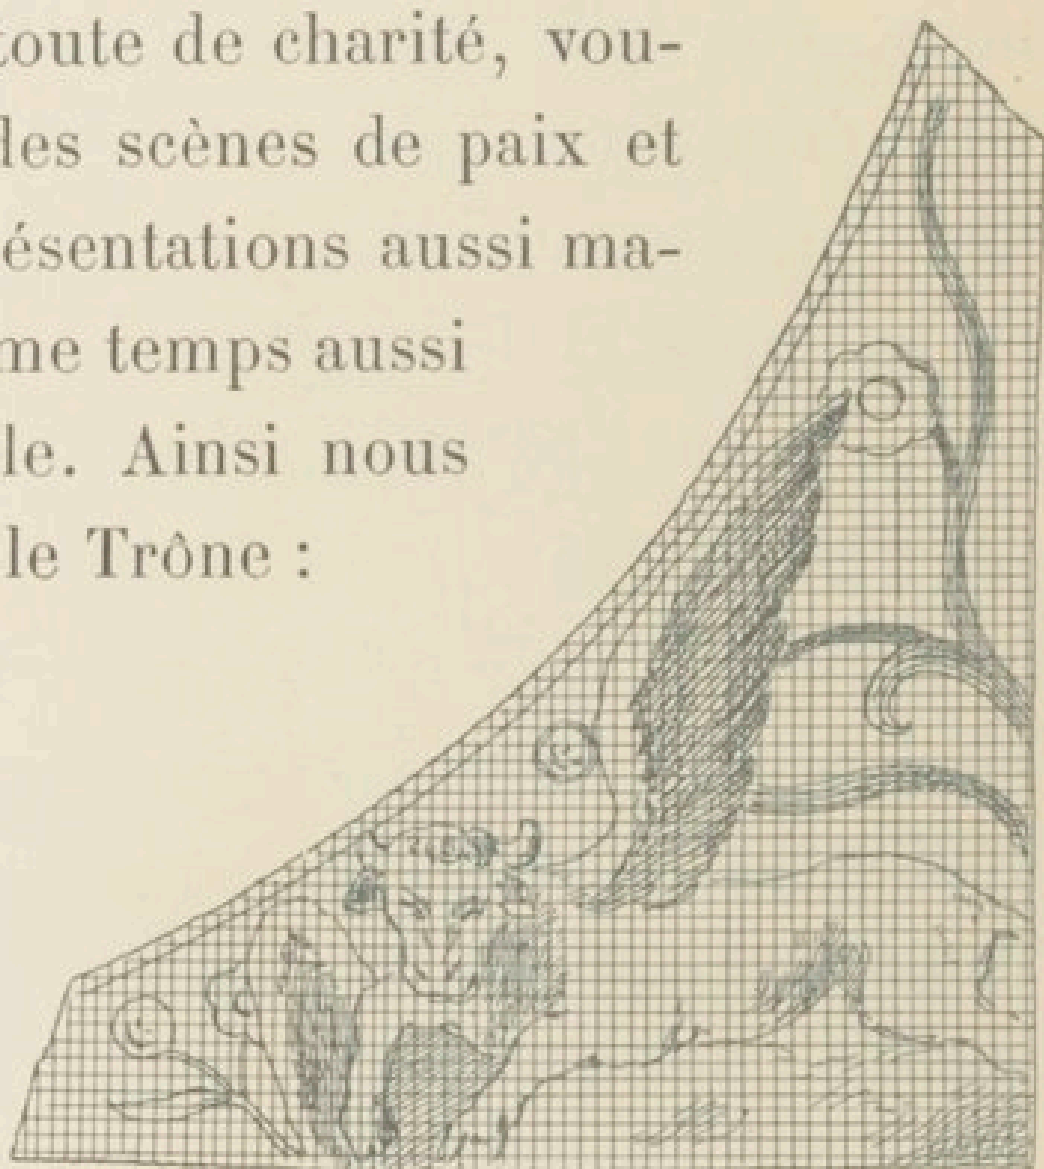 toute de charité, vou-
des scènes de paix et
ésentations aussi ma-
me temps aussi
le. Ainsi nous
le Trône :